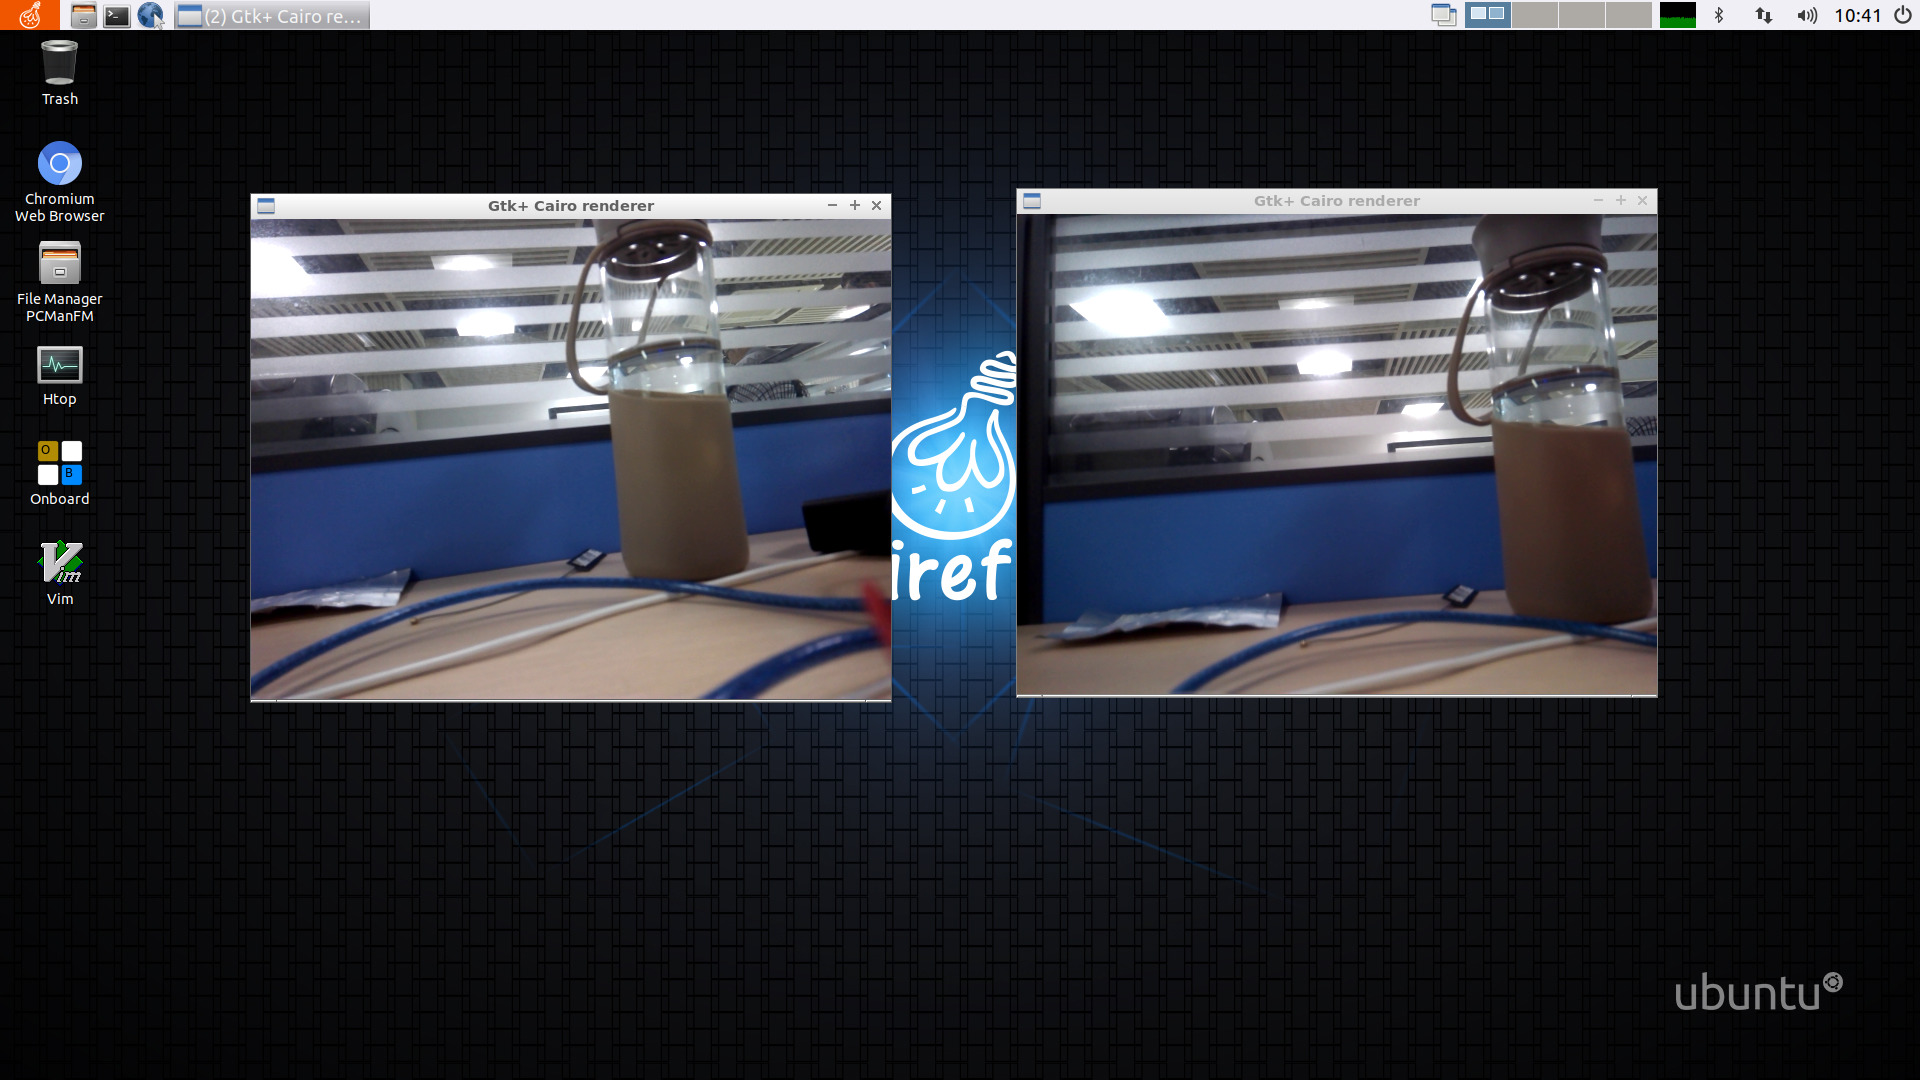 (2) Gtk+ Cairo re...
10:41
Trash
Chromium
Web Browser
File Manager
PCManFM
Htop
O
B
Onboard
Vim
Vim
Gtk+ Cairo renderer
Gtk+ Cairo renderer
iref
ubuntu